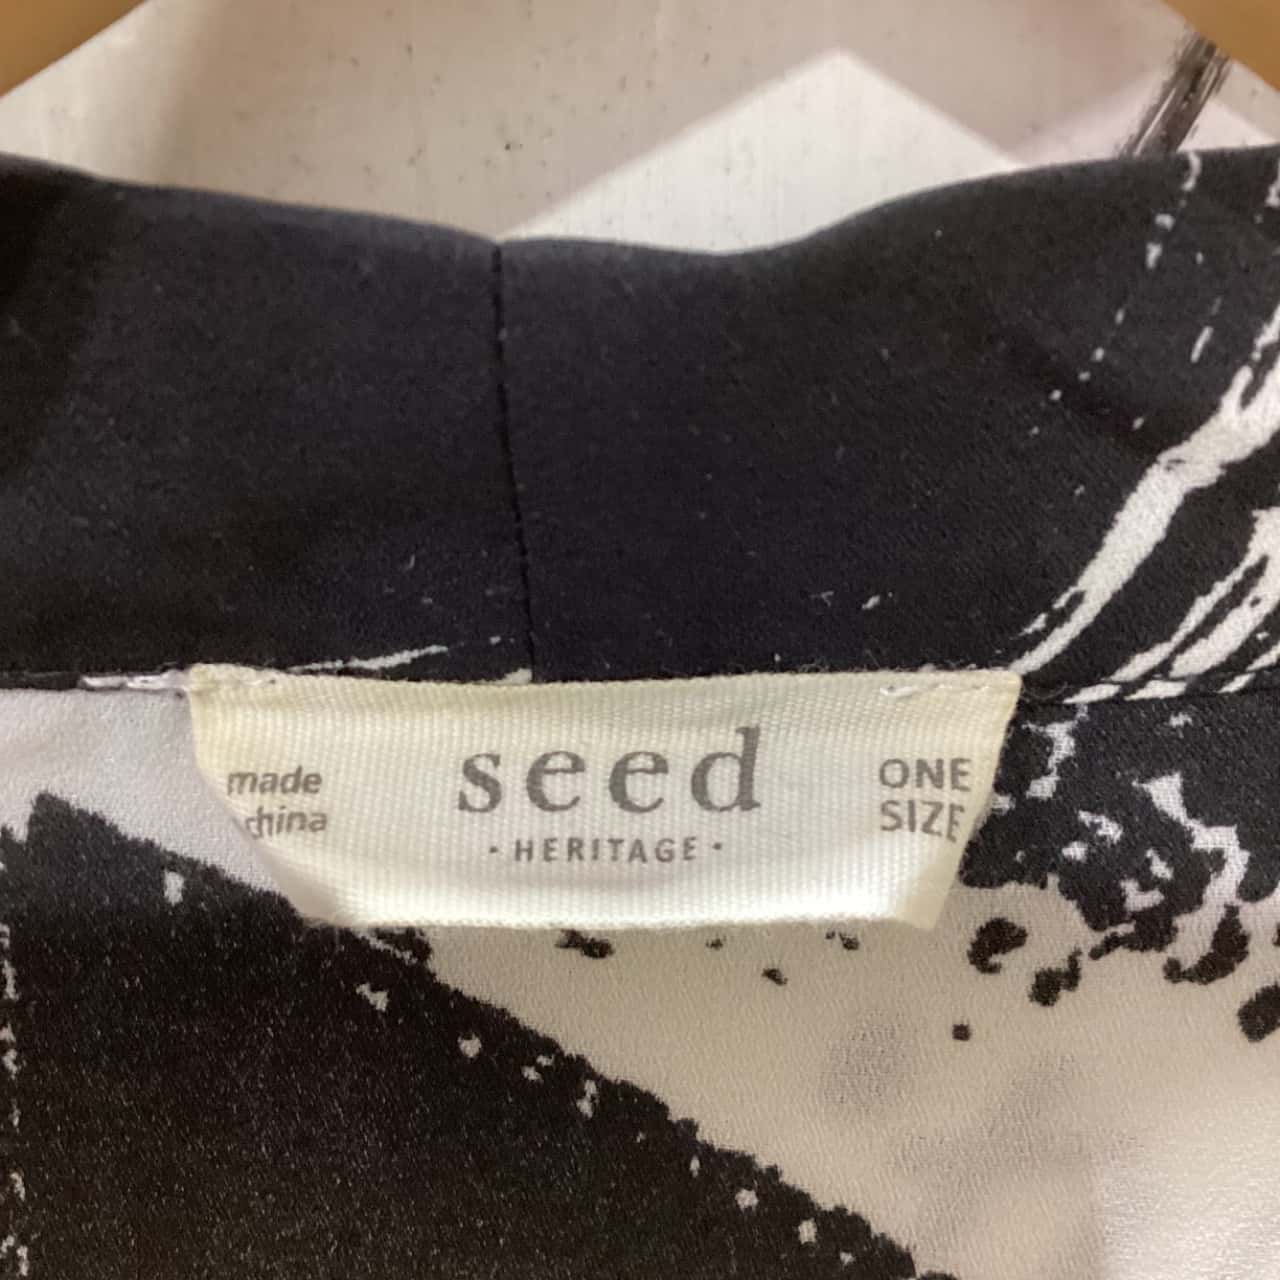 made
china
seed
· HERITAGE ·
ONE
SIZE